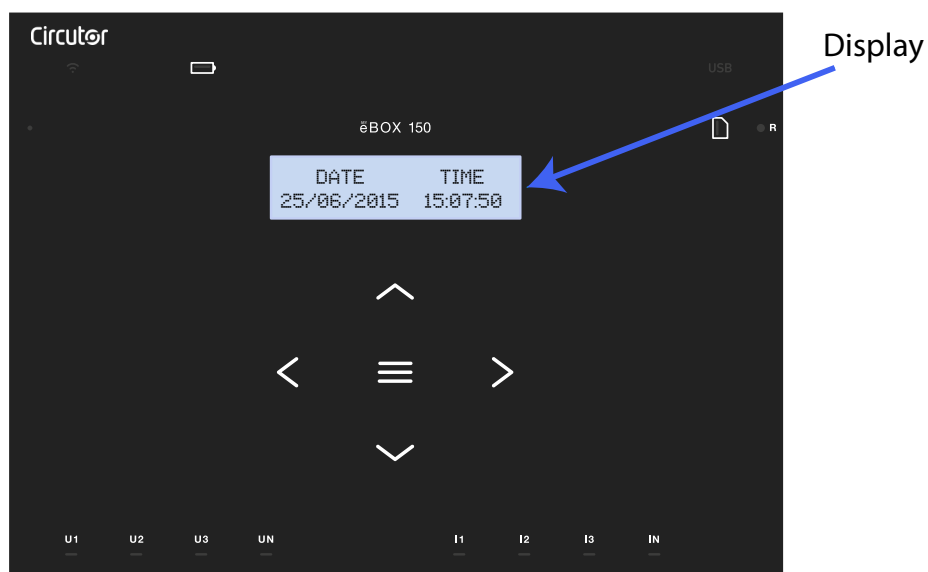 Circutor
Display
USB
ëBOX 150
R
DATE TIME
25/06/2015 15:07:50
U1 U2 U3 UN I1 I2 I3 IN